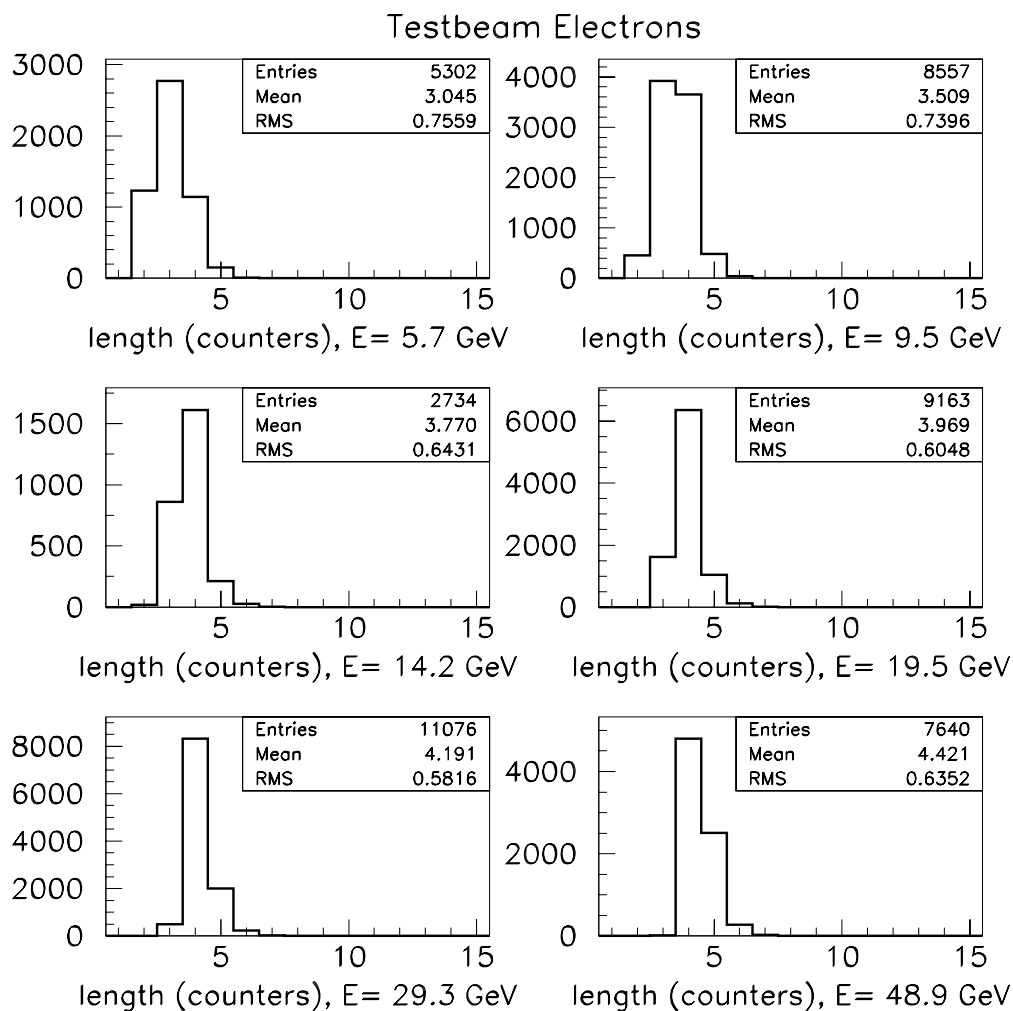 Testbeam Electrons
3000
2000
1000
0
5 10 15
Entries 5302
Mean 3.045
RMS 0.7559
length (counters), E= 5.7 GeV
4000
3000
2000
1000
0
5 10 15
Entries 8557
Mean 3.509
RMS 0.7396
length (counters), E= 9.5 GeV
1500
1000
500
0
5 10 15
Entries 2734
Mean 3.770
RMS 0.6431
length (counters), E= 14.2 GeV
6000
4000
2000
0
5 10 15
Entries 9163
Mean 3.969
RMS 0.6048
length (counters), E= 19.5 GeV
8000
6000
4000
2000
0
5 10 15
Entries 11076
Mean 4.191
RMS 0.5816
length (counters), E= 29.3 GeV
4000
2000
0
5 10 15
Entries 7640
Mean 4.421
RMS 0.6352
length (counters), E= 48.9 GeV